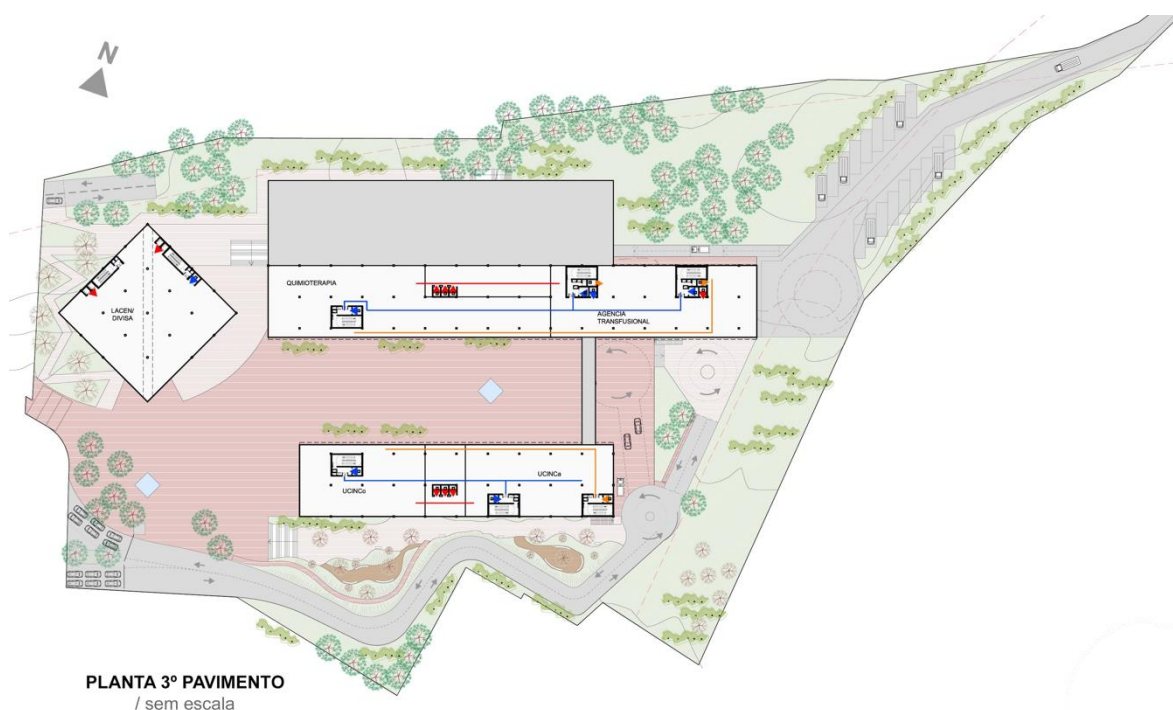 N
QUIMIOTERAPIA
LACEN/
DIVISA
AGENCIA
TRANSFUSIONAL
UCINCa
UCINCo
PLANTA 3º PAVIMENTO
/ sem escala